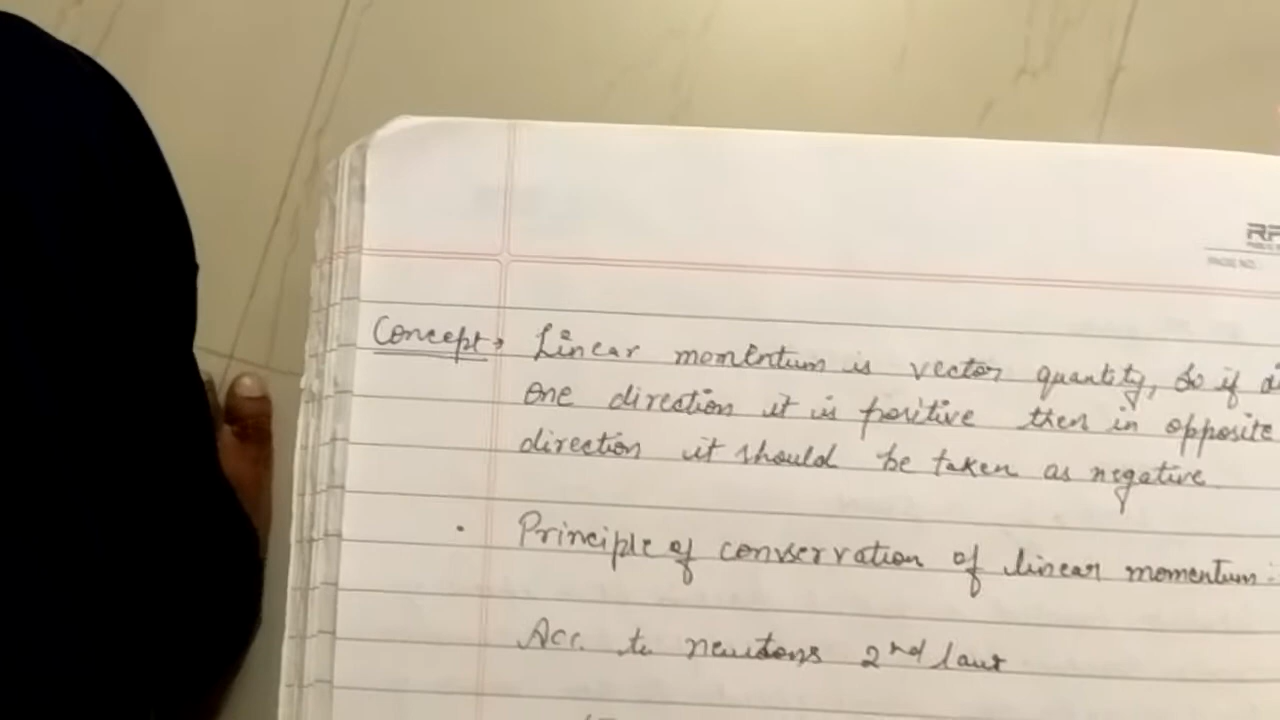 Concept → Linear momentum is vector quantity, so if
one direction it is positive then in opposite
direction it should be taken as negative
. Principle of convservation of linear momentum:
Acc. to newtons 2nd law